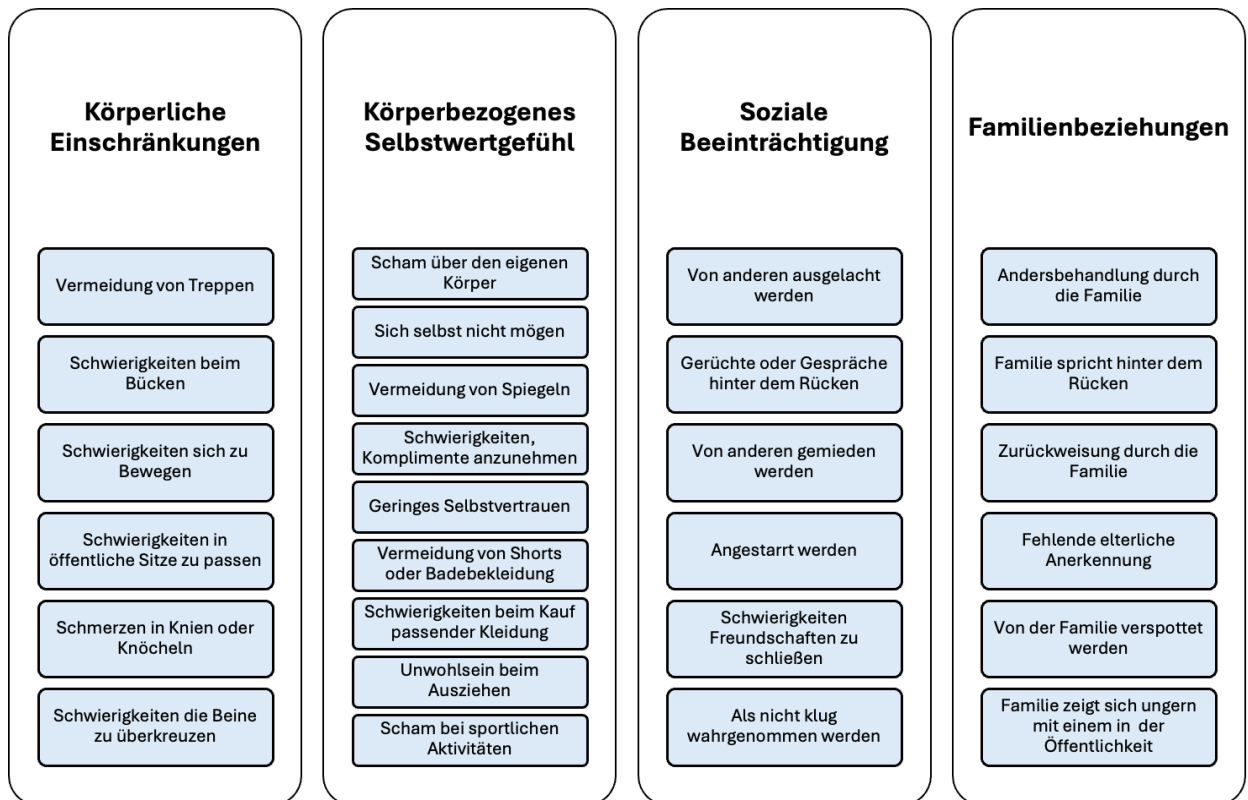 Körperliche
Einschränkungen
Vermeidung von Treppen
Schwierigkeiten beim
Bücken
Schwierigkeiten sich zu
Bewegen
Schwierigkeiten in
öffentliche Sitze zu passen
Schmerzen in Knien oder
Knöcheln
Schwierigkeiten die Beine
zu überkreuzen
Körperbezogenes
Selbstwertgefühl
Scham über den eigenen
Körper
Sich selbst nicht mögen
Vermeidung von Spiegeln
Schwierigkeiten,
Komplimente anzunehmen
Geringes Selbstvertrauen
Vermeidung von Shorts
oder Badebekleidung
Schwierigkeiten beim Kauf
passender Kleidung
Unwohlsein beim
Ausziehen
Scham bei sportlichen
Aktivitäten
Soziale
Beeinträchtigung
Von anderen ausgelacht
werden
Gerüchte oder Gespräche
hinter dem Rücken
Von anderen gemieden
werden
Angestarrt werden
Schwierigkeiten
Freundschaften zu
schließen
Als nicht klug
wahrgenommen werden
Familienbeziehungen
Andersbehandlung durch
die Familie
Familie spricht hinter dem
Rücken
Zurückweisung durch die
Familie
Fehlende elterliche
Anerkennung
Von der Familie verspottet
werden
Familie zeigt sich ungern
mit einem in der
Öffentlichkeit